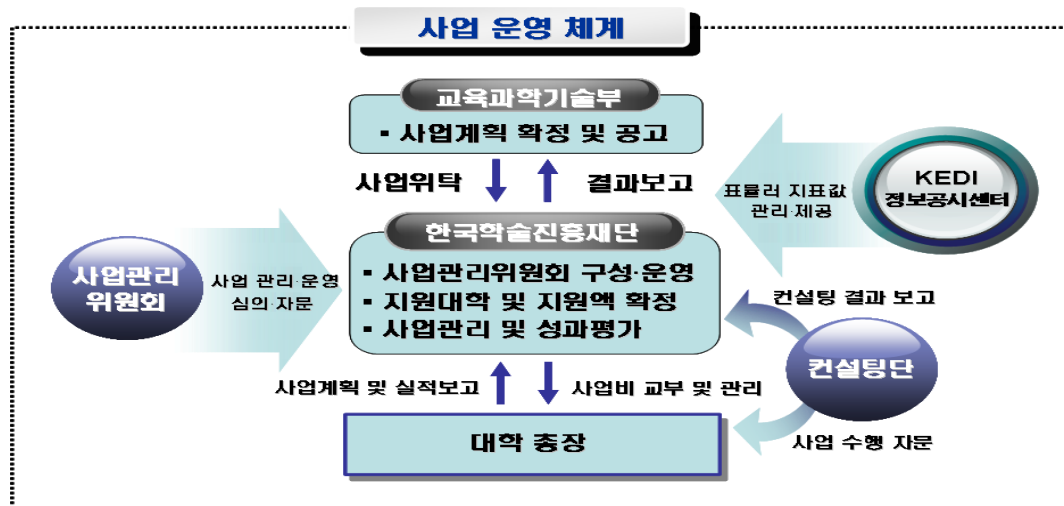 사업 운영 체계
교육과학기술부
▪ 사업계획 확정 및 공고
사업위탁
결과보고
표뮬러 지표값
관리·제공
KEDI
정보공시센터
한국학술진흥재단
▪ 사업관리위원회 구성·운영
▪ 지원대학 및 지원액 확정
▪ 사업관리 및 성과평가
사업관리
위원회
사업 관리·운영
심의·자문
컨설팅 결과 보고
컨설팅단
사업계획 및 실적보고
사업비 교부 및 관리
대학 총장
사업 수행 자문